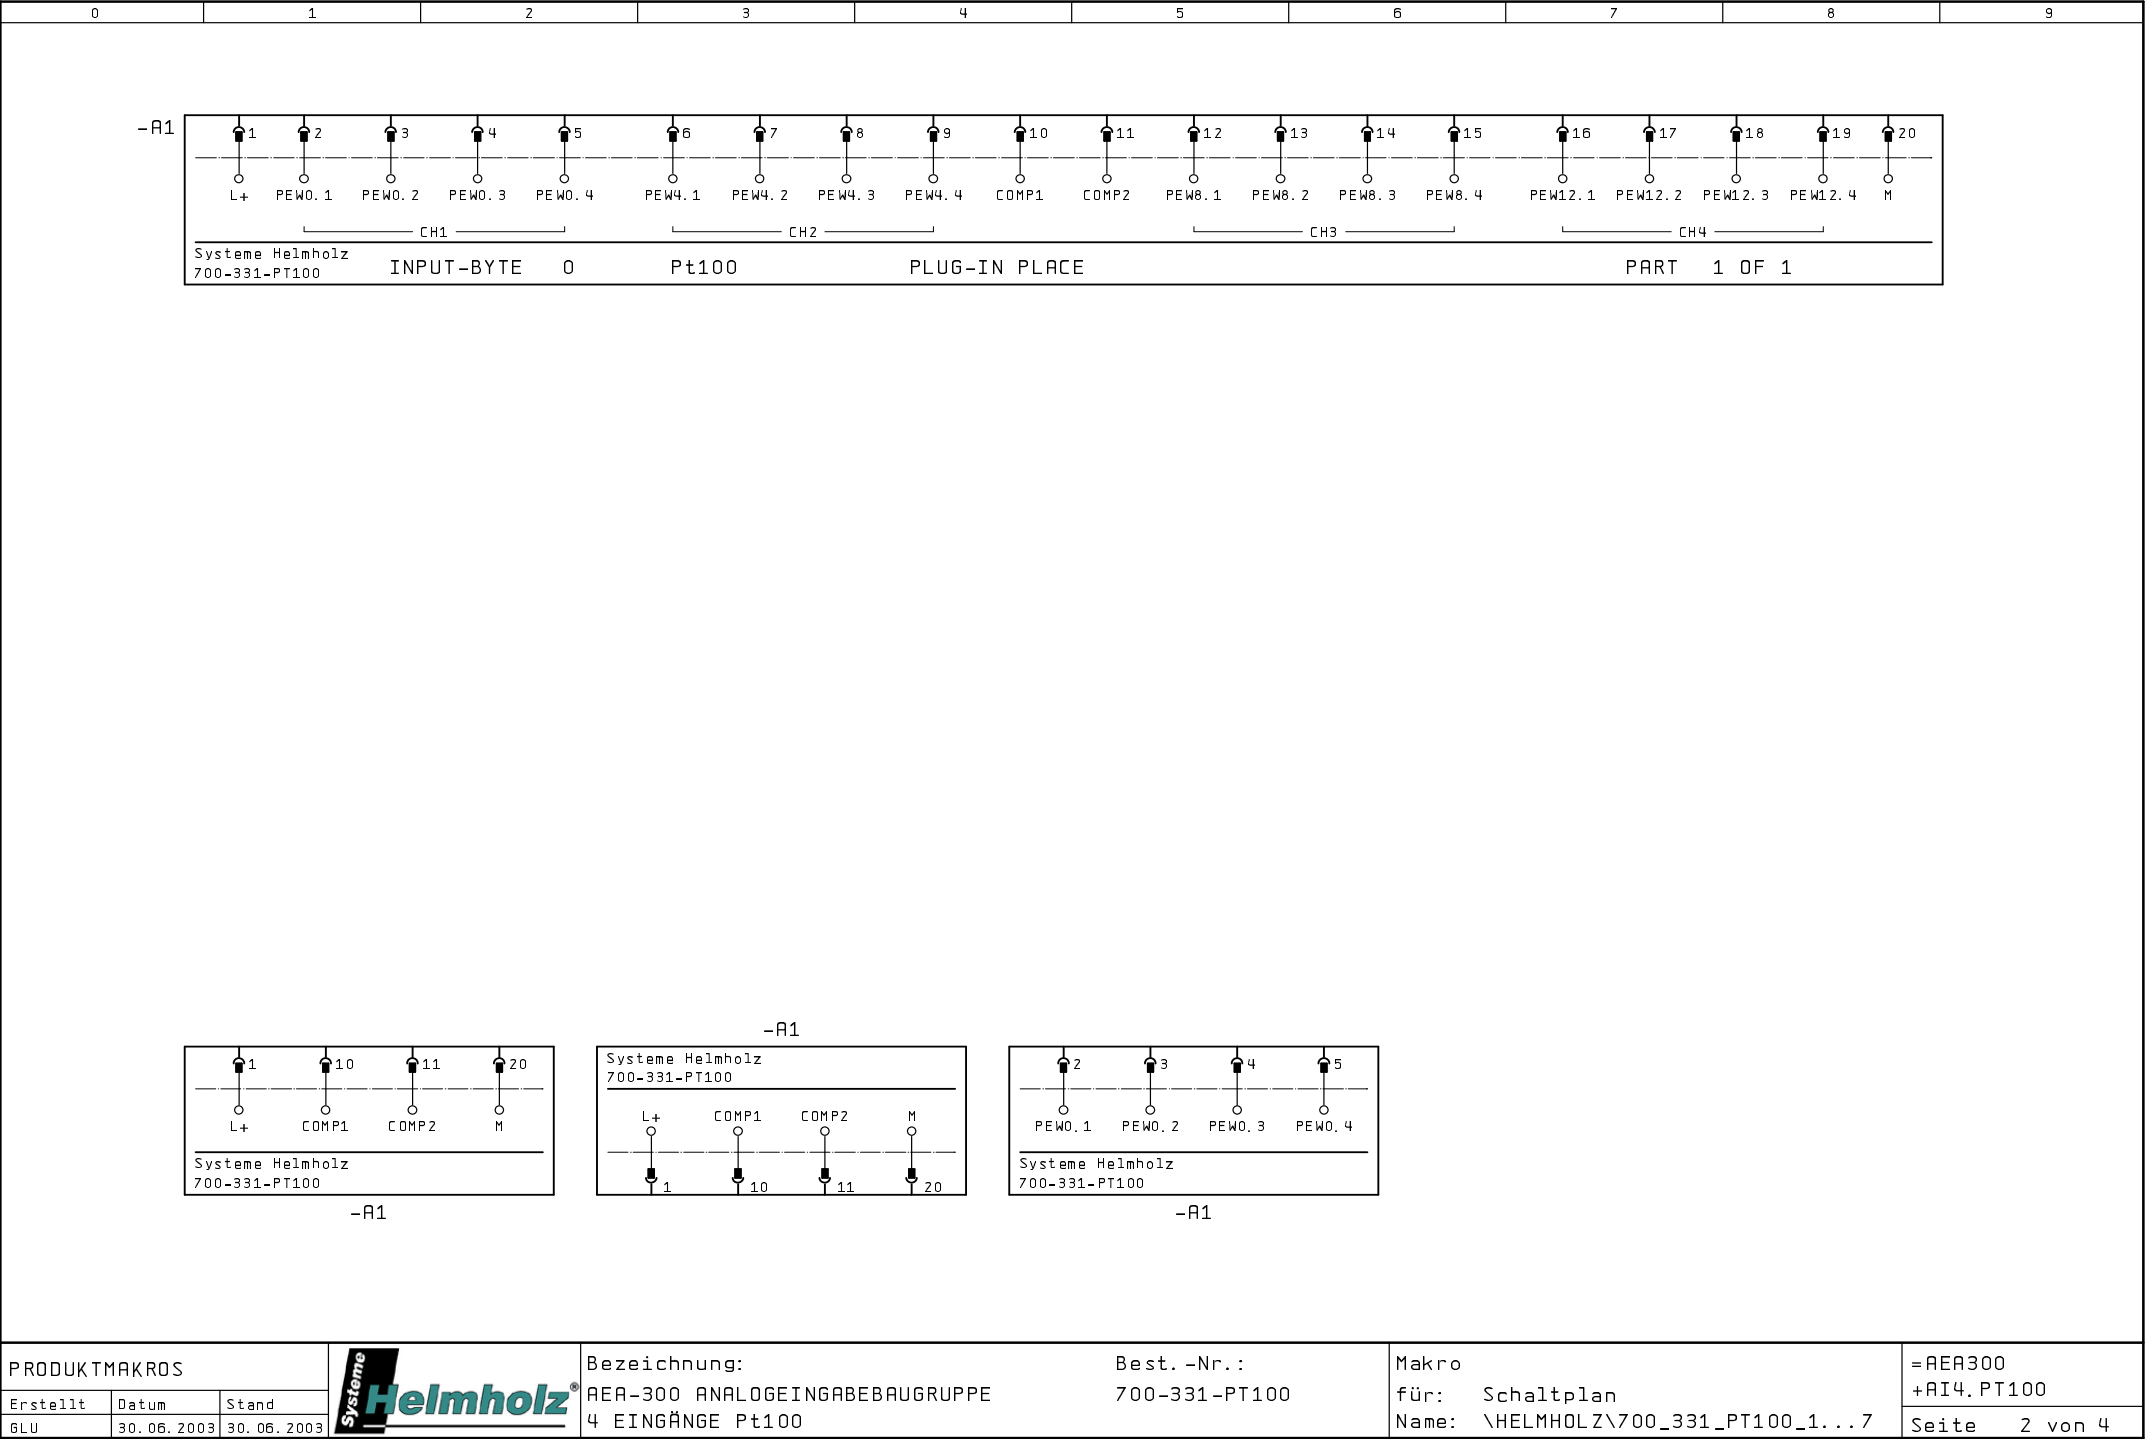 0 1 2 3 4 5 6 7 8 9
-A1
1 2 3 4 5 6 7 8 9 10 11 12 13 14 15 16 17 18 19 20
L+ PEW0.1 PEW0.2 PEW0.3 PEW0.4 PEW4.1 PEW4.2 PEW4.3 PEW4.4 COMP1 COMP2 PEW8.1 PEW8.2 PEW8.3 PEW8.4 PEW12.1 PEW12.2 PEW12.3 PEW12.4 M
CH1 CH2 CH3 CH4
Systeme Helmholz
700-331-PT100
INPUT-BYTE 0 Pt100 PLUG-IN PLACE PART 1 OF 1
1 10 11 20
L+ COMP1 COMP2 M
Systeme Helmholz
700-331-PT100
-A1
-A1
Systeme Helmholz
700-331-PT100
L+ COMP1 COMP2 M
1 10 11 20
2 3 4 5
PEW0.1 PEW0.2 PEW0.3 PEW0.4
Systeme Helmholz
700-331-PT100
-A1
PRODUKTMAKROS
Erstellt Datum Stand
GLU 30.06.2003 30.06.2003
Systeme
Helmholz®
Bezeichnung:
AEA-300 ANALOGEINGABEBAUGRUPPE
4 EINGÄNGE Pt100
Best.-Nr.:
700-331-PT100
Makro
für: Schaltplan
Name: \HELMHOLZ\700_331_PT100_1...7
=AEA300
+AI4.PT100
Seite 2 von 4